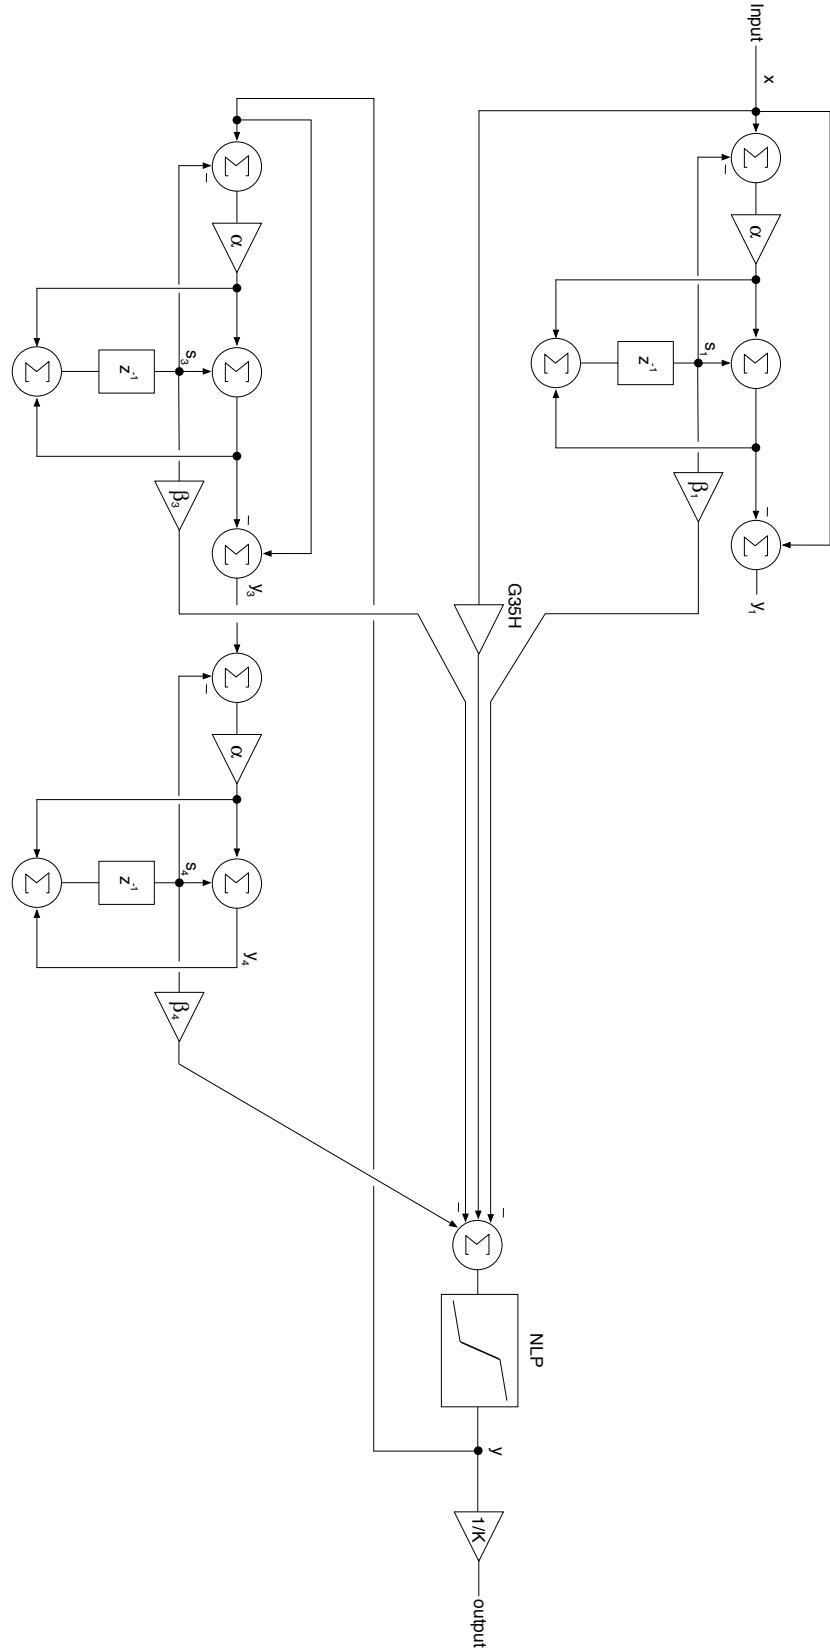 Input
x
Σ
–
α
Σ
s₁
z⁻¹
Σ
β₁
–
Σ
y₁
G35H
–
–
Σ
NLP
y
1/K
output
Σ
–
α
Σ
s₃
z⁻¹
Σ
β₃
–
Σ
y₃
Σ
–
α
Σ
y₄
s₄
z⁻¹
Σ
β₄